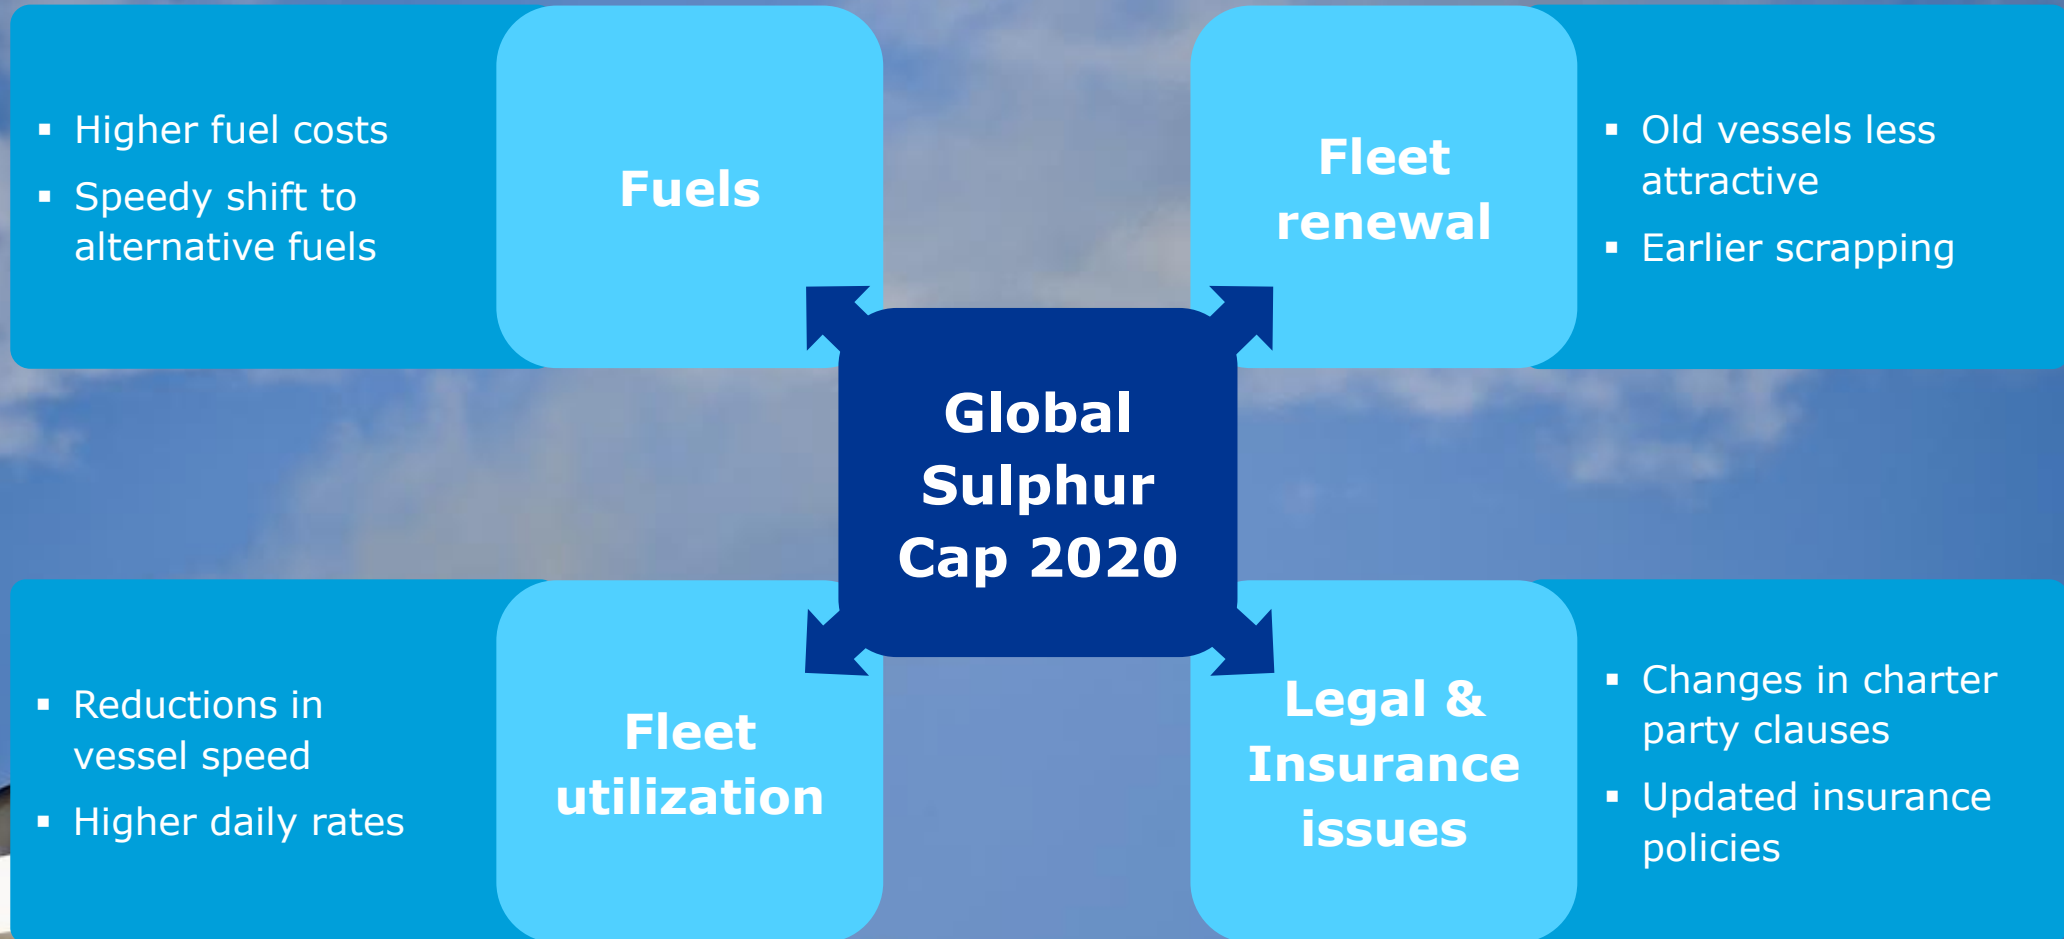 ▪ Higher fuel costs
▪ Speedy shift to
alternative fuels
Fuels
Fleet
renewal
▪ Old vessels less
attractive
▪ Earlier scrapping
Global
Sulphur
Cap 2020
▪ Reductions in
vessel speed
▪ Higher daily rates
Fleet
utilization
Legal &
Insurance
issues
▪ Changes in charter
party clauses
▪ Updated insurance
policies